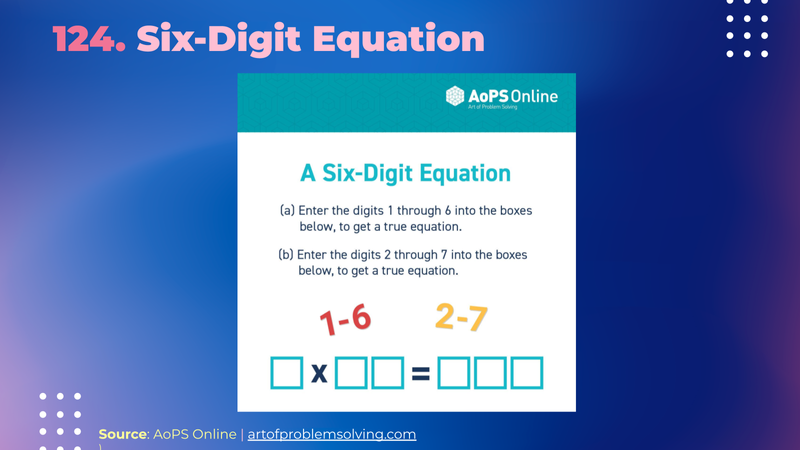 124. Six-Digit Equation
AoPS Online
Art of Problem Solving
A Six-Digit Equation
(a) Enter the digits 1 through 6 into the boxes
below, to get a true equation.
(b) Enter the digits 2 through 7 into the boxes
below, to get a true equation.
1-6 2-7
x =
Source: AoPS Online | artofproblemsolving.com
\